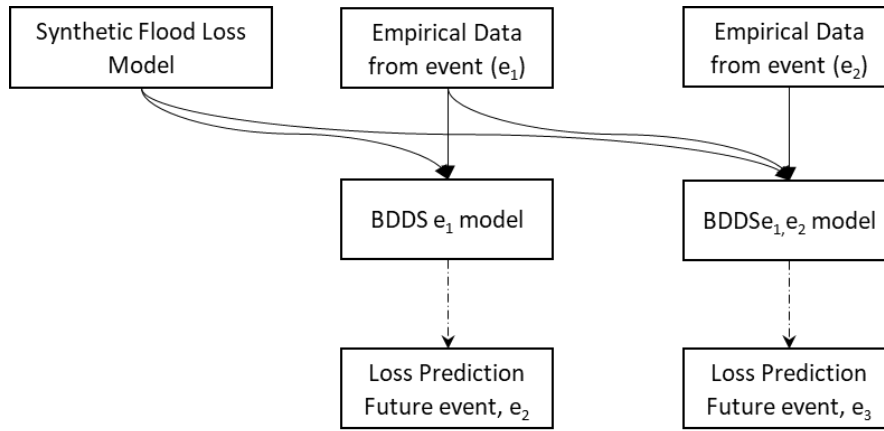 Synthetic Flood Loss
Model
Empirical Data
from event (e₁)
Empirical Data
from event (e₂)
BDDS e₁ model
BDDSe₁,e₂ model
Loss Prediction
Future event, e₂
Loss Prediction
Future event, e₃